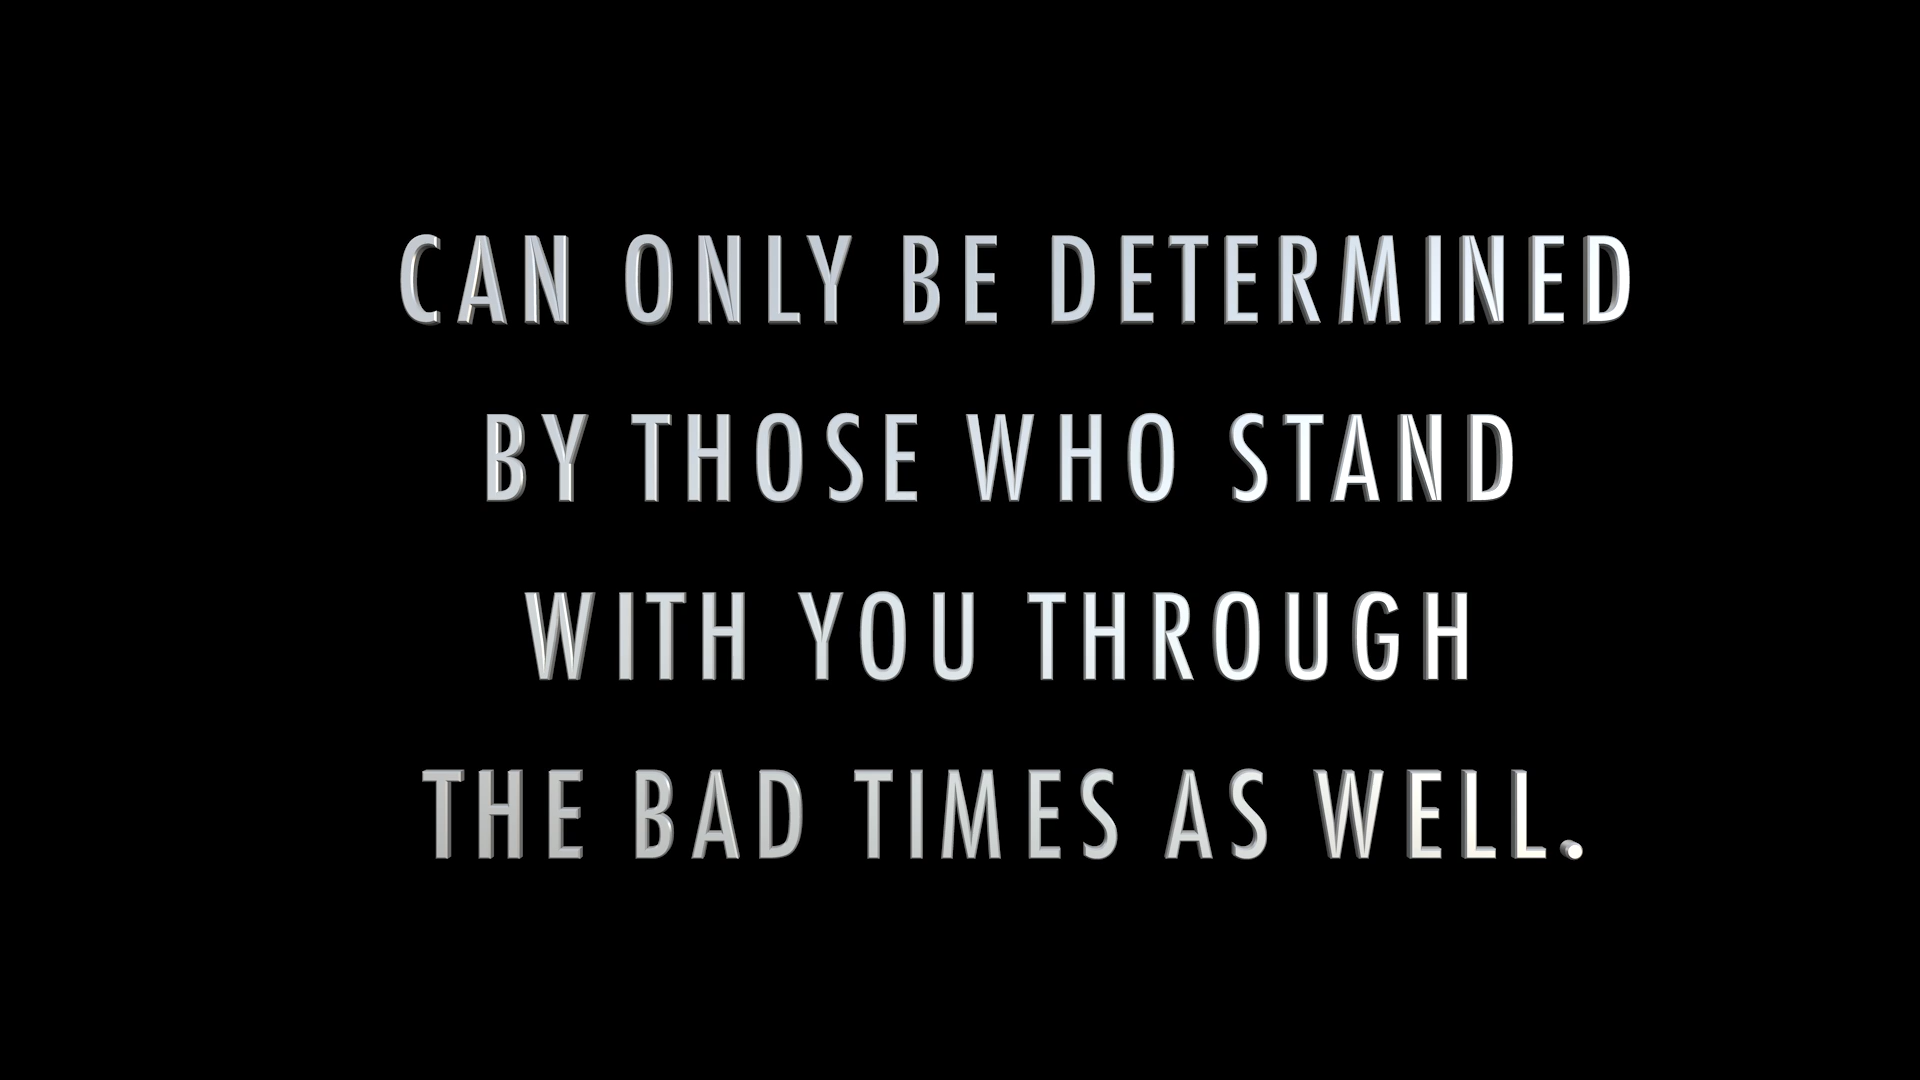 CAN ONLY BE DETERMINED
BY THOSE WHO STAND
WITH YOU THROUGH
THE BAD TIMES AS WELL.